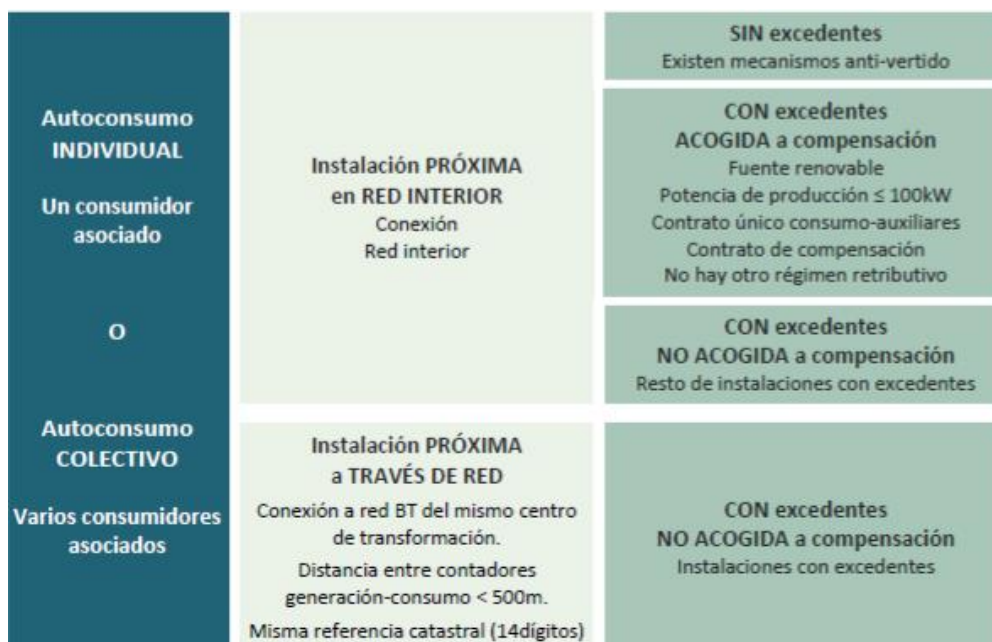 Autoconsumo
INDIVIDUAL
Un consumidor
asociado
O
Autoconsumo
COLECTIVO
Varios consumidores
asociados
Instalación PRÓXIMA
en RED INTERIOR
Conexión
Red interior
SIN excedentes
Existen mecanismos anti-vertido
CON excedentes
ACOGIDA a compensación
Fuente renovable
Potencia de producción ≤ 100kW
Contrato único consumo-auxiliares
Contrato de compensación
No hay otro régimen retributivo
CON excedentes
NO ACOGIDA a compensación
Resto de instalaciones con excedentes
Instalación PRÓXIMA
a TRAVÉS DE RED
Conexión a red BT del mismo centro
de transformación.
Distancia entre contadores
generación-consumo < 500m.
Misma referencia catastral (14dígitos)
CON excedentes
NO ACOGIDA a compensación
Instalaciones con excedentes